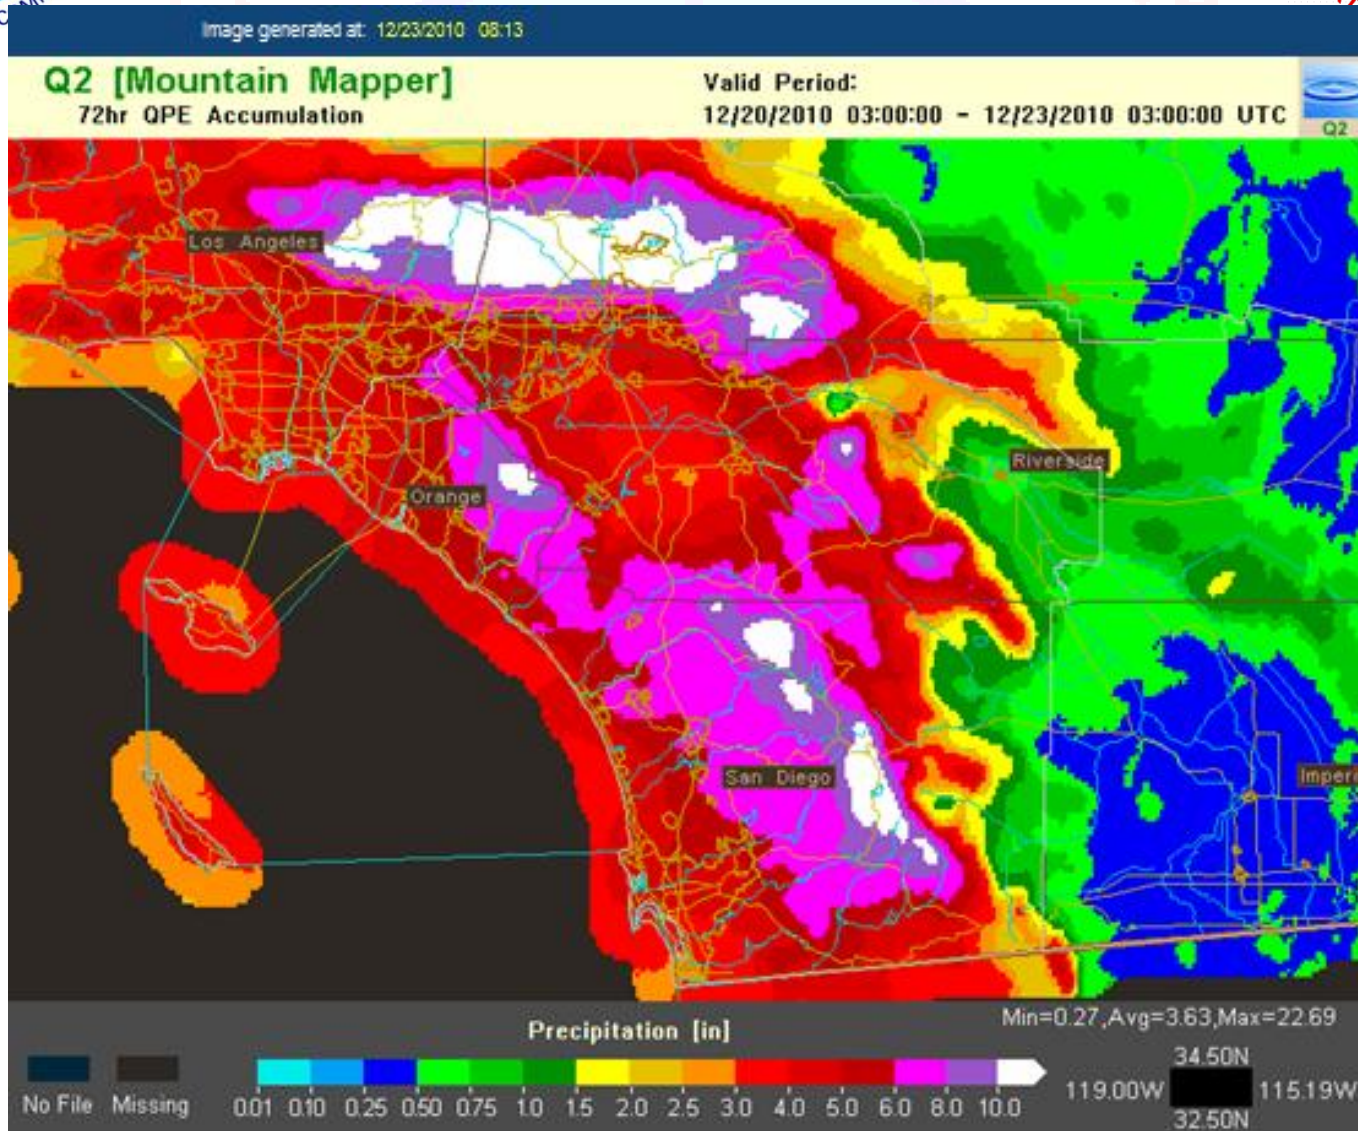 Image generated at: 12/23/2010 08:13
Q2 [Mountain Mapper]
72hr QPE Accumulation
Valid Period:
12/20/2010 03:00:00 - 12/23/2010 03:00:00 UTC
Q2
Los Angeles
Riverside
Orange
San Diego
Imperi
Min=0.27,Avg=3.63,Max=22.69
Precipitation [in]
34.50N
119.00W 115.19W
32.50N
No File Missing
0.01 0.10 0.25 0.50 0.75 1.0 1.5 2.0 2.5 3.0 4.0 5.0 6.0 8.0 10.0